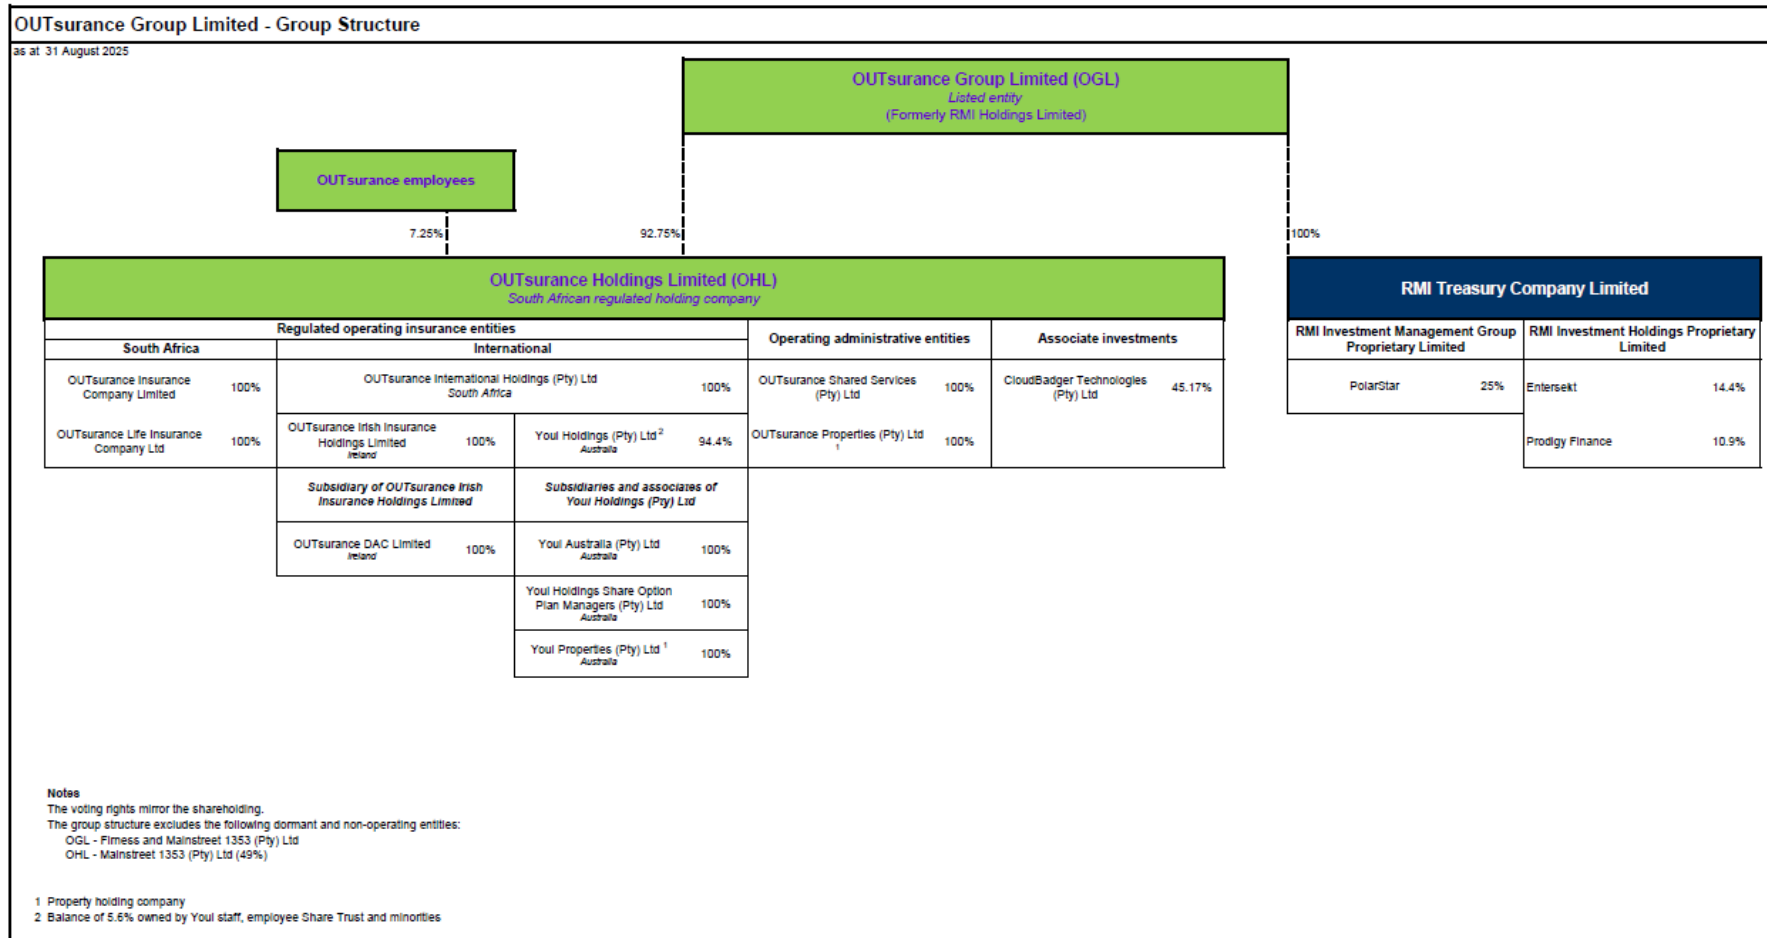 OUTsurance Group Limited - Group Structure
as at 31 August 2025
OUTsurance Group Limited (OGL)
Listed entity
(Formerly RMI Holdings Limited)
OUTsurance employees
7.25%
92.75%
100%
OUTsurance Holdings Limited (OHL)
South African regulated holding company
RMI Treasury Company Limited
Regulated operating insurance entities
South Africa
International
Operating administrative entities
Associate investments
RMI Investment Management Group
Proprietary Limited
RMI Investment Holdings Proprietary
Limited
OUTsurance Insurance
Company Limited
100%
OUTsurance International Holdings (Pty) Ltd
South Africa
100%
OUTsurance Shared Services
(Pty) Ltd
100%
CloudBadger Technologies
(Pty) Ltd
45.17%
PolarStar
25%
Entersekt
14.4%
OUTsurance Life Insurance
Company Ltd
100%
OUTsurance Irish Insurance
Holdings Limited
Ireland
100%
Youi Holdings (Pty) Ltd 2
Australia
94.4%
OUTsurance Properties (Pty) Ltd
1
100%
Prodigy Finance
10.9%
Subsidiary of OUTsurance Irish
Insurance Holdings Limited
Subsidiaries and associates of
Youi Holdings (Pty) Ltd
OUTsurance DAC Limited
Ireland
100%
Youi Australia (Pty) Ltd
Australia
100%
Youi Holdings Share Option
Plan Managers (Pty) Ltd
Australia
100%
Youi Properties (Pty) Ltd 1
Australia
100%
Notes
The voting rights mirror the shareholding.
The group structure excludes the following dormant and non-operating entities:
OGL - Firness and Mainstreet 1353 (Pty) Ltd
OHL - Mainstreet 1353 (Pty) Ltd (49%)
1 Property holding company
2 Balance of 5.6% owned by Youi staff, employee Share Trust and minorities